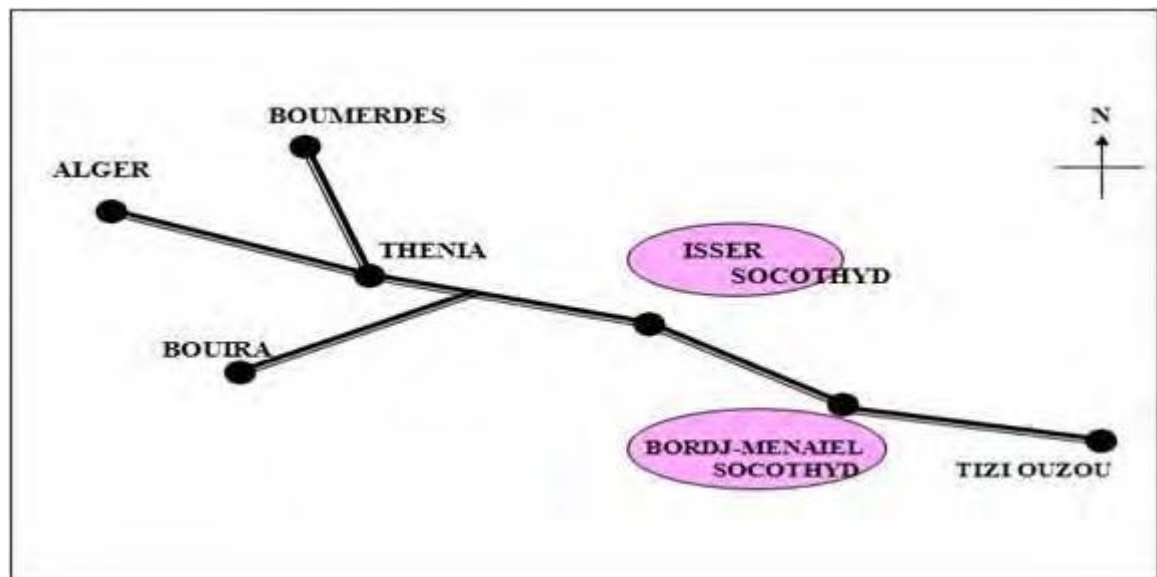 BOUMERDES
N
ALGER
THENIA
ISSER
SOCOTHYD
BOUIRA
BORDJ-MENAIEL
SOCOTHYD
TIZI OUZOU